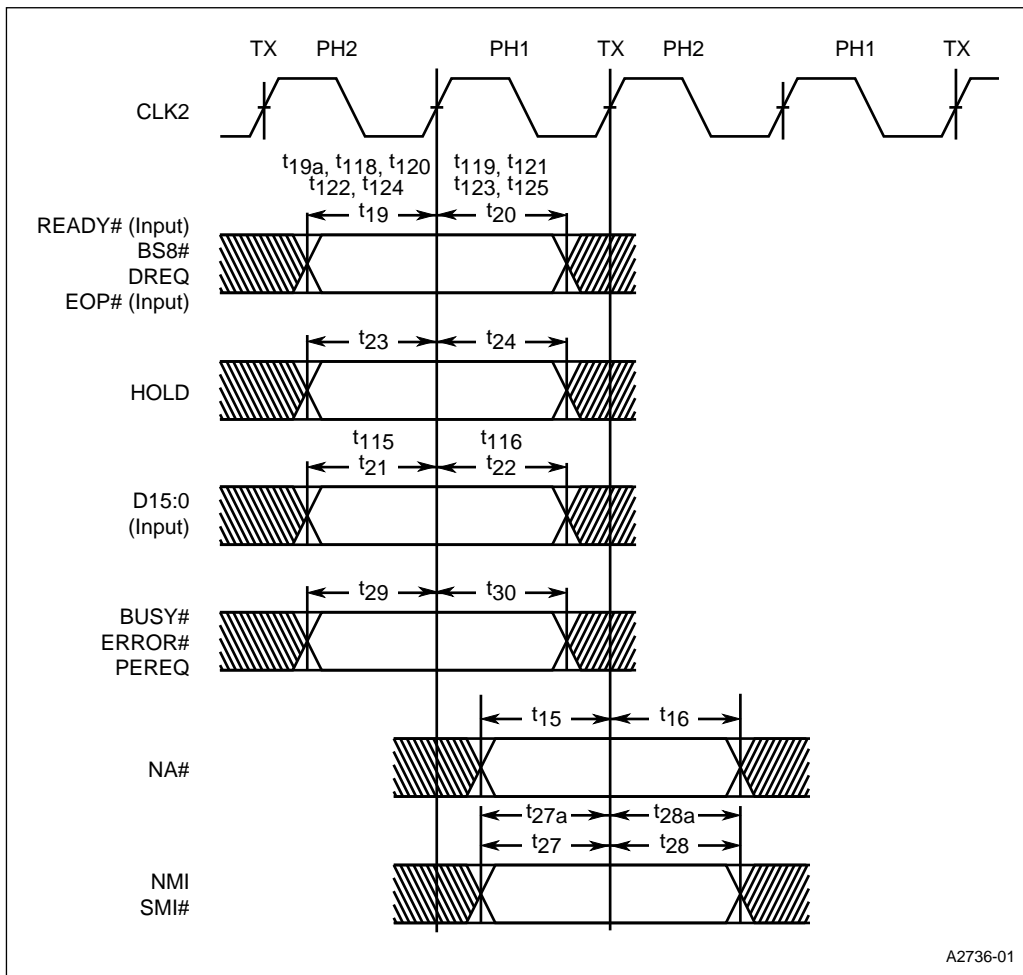 TX PH2 PH1 TX PH2 PH1 TX
CLK2
t19a, t118, t120 t119, t121
t122, t124 t123, t125
t19 t20
READY# (Input)
BS8#
DREQ
EOP# (Input)
t23 t24
HOLD
t115 t116
t21 t22
D15:0
(Input)
t29 t30
BUSY#
ERROR#
PEREQ
t15 t16
NA#
t27a t28a
t27 t28
NMI
SMI#
A2736-01